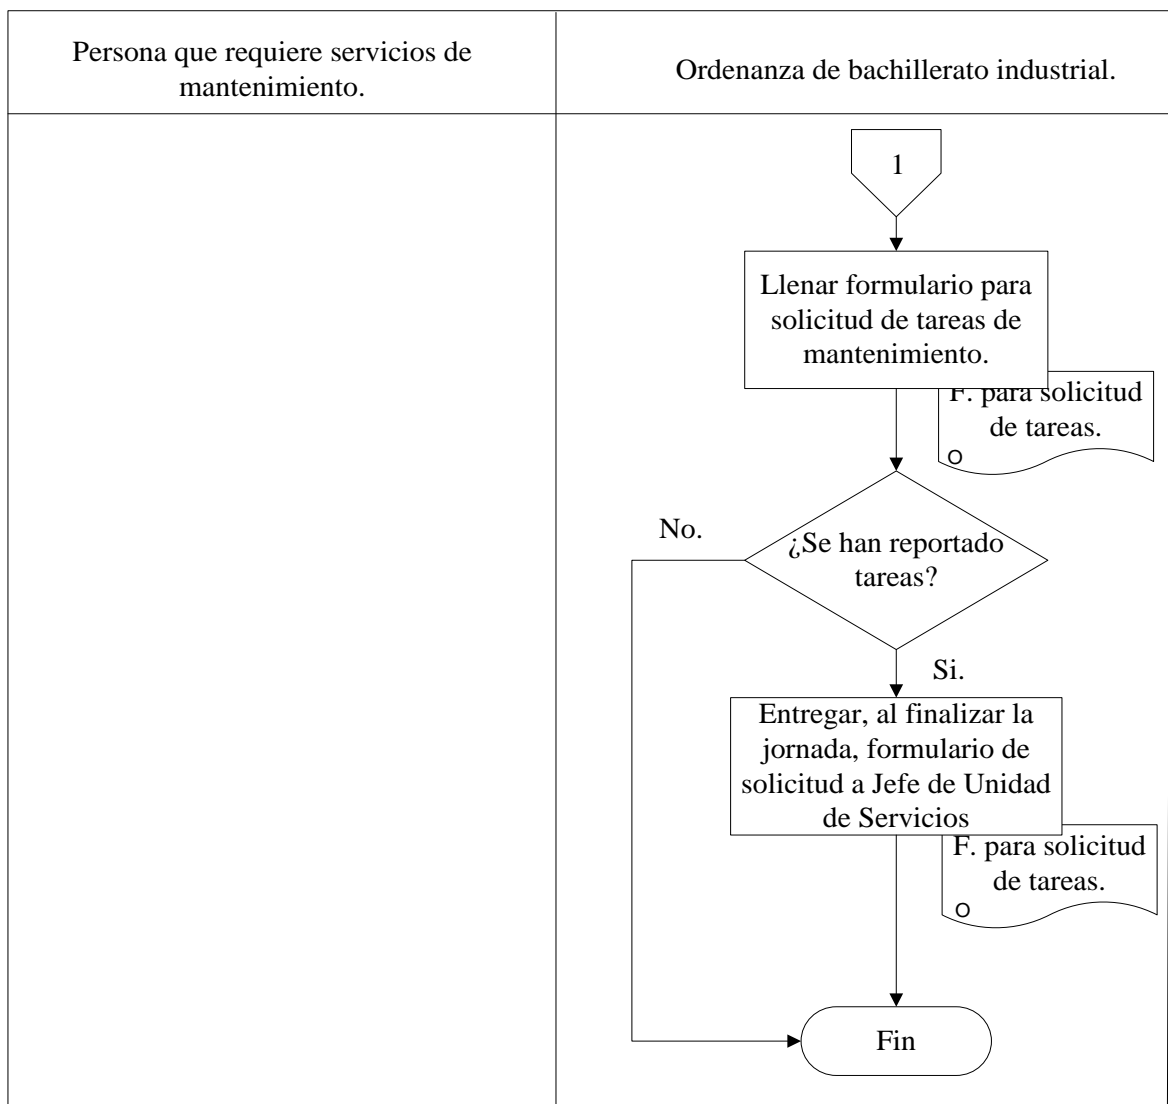 Persona que requiere servicios de
mantenimiento.
Ordenanza de bachillerato industrial.
1
Llenar formulario para
solicitud de tareas de
mantenimiento.
F. para solicitud
de tareas.
O
No.
¿Se han reportado
tareas?
Si.
Entregar, al finalizar la
jornada, formulario de
solicitud a Jefe de Unidad
de Servicios
F. para solicitud
de tareas.
O
Fin